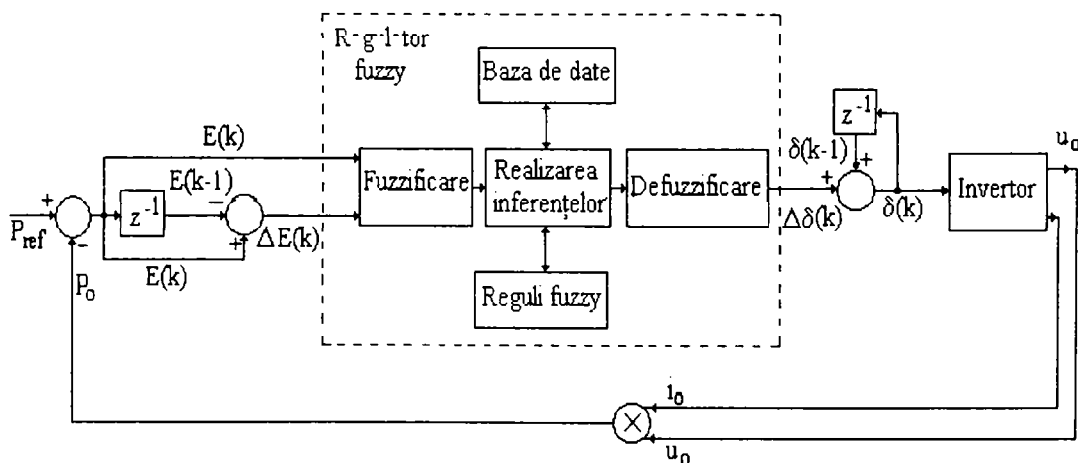 R-g-l-tor
fuzzy
Baza de date
z⁻¹
E(k)
δ(k-1)
+
u₀
E(k-1)
−
Fuzzificare
Realizarea
inferențelor
Defuzzificare
+
Invertor
+
z⁻¹
P_ref
−
+
ΔE(k)
Δδ(k)
δ(k)
E(k)
p₀
Reguli fuzzy
i₀
×
u₀